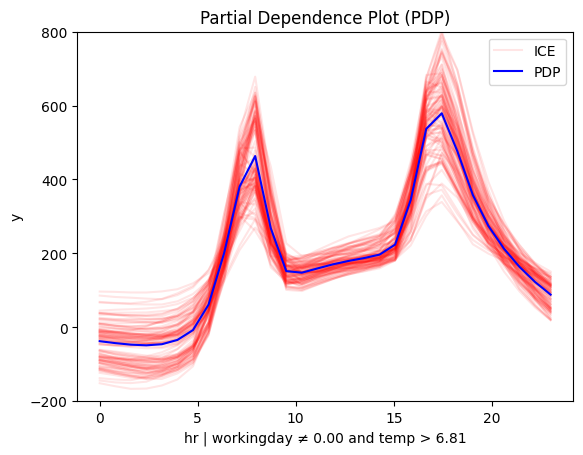 Partial Dependence Plot (PDP)
ICE
PDP
800
600
400
200
0
−200
y
0 5 10 15 20
hr | workingday ≠ 0.00 and temp > 6.81